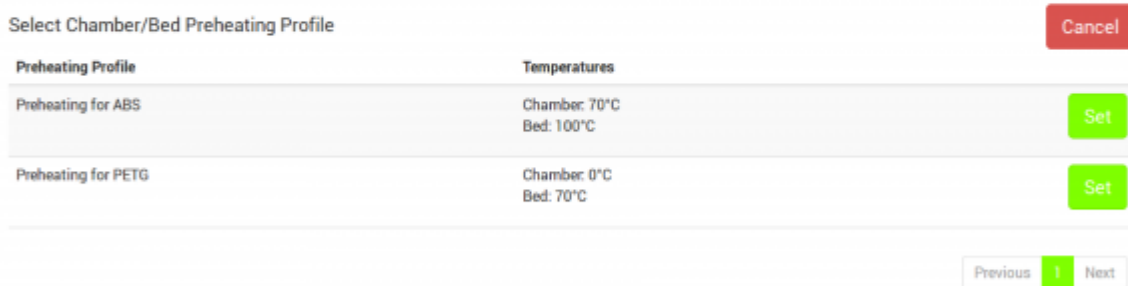 Select Chamber/Bed Preheating Profile
Cancel
Preheating Profile Temperatures
Preheating for ABS
Chamber: 70°C
Bed: 100°C
Set
Preheating for PETG
Chamber: 0°C
Bed: 70°C
Set
Previous 1 Next